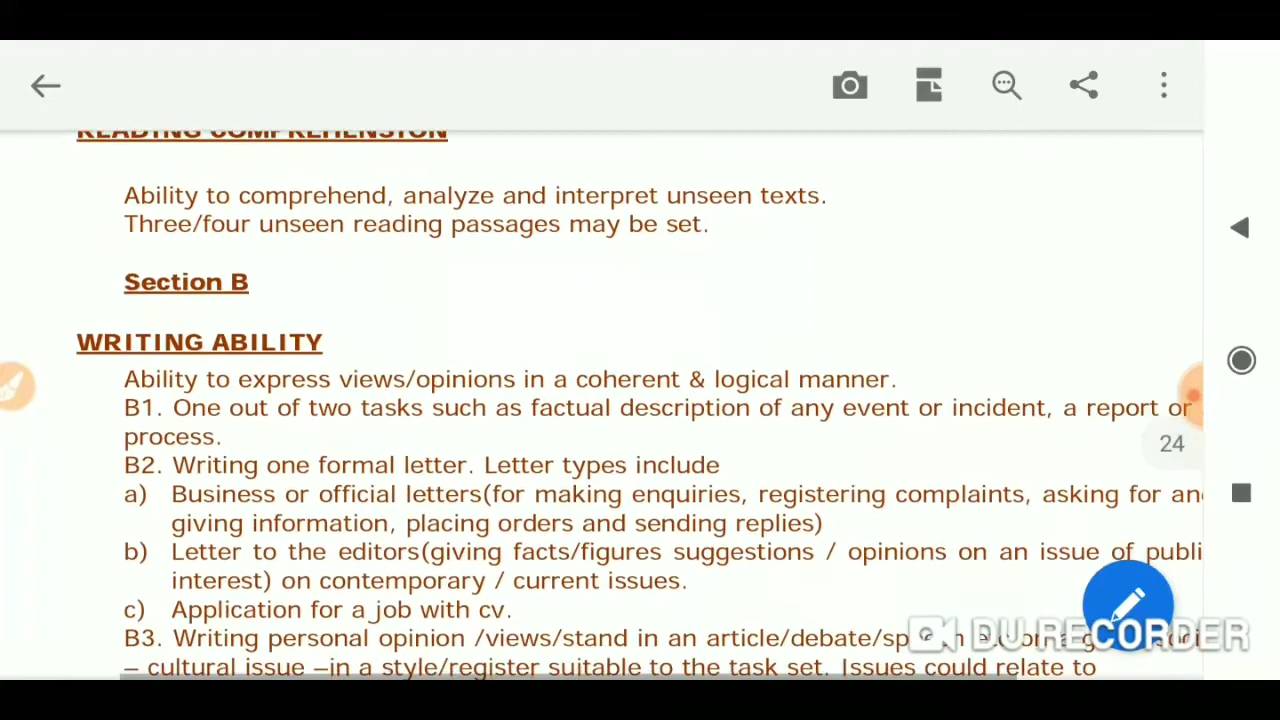 READING COMPREHENSION
Ability to comprehend, analyze and interpret unseen texts.
Three/four unseen reading passages may be set.
Section B
WRITING ABILITY
Ability to express views/opinions in a coherent & logical manner.
B1. One out of two tasks such as factual description of any event or incident, a report or
process.
24
B2. Writing one formal letter. Letter types include
a) Business or official letters(for making enquiries, registering complaints, asking for
giving information, placing orders and sending replies)
b) Letter to the editors(giving facts/figures suggestions / opinions on an issue of
interest) on contemporary / current issues.
c) Application for a job with cv.
B3. Writing personal opinion /views/stand in an article/debate/
DU RECORDER
– cultural issue –in a style/register suitable to the task set. Issues could relate to